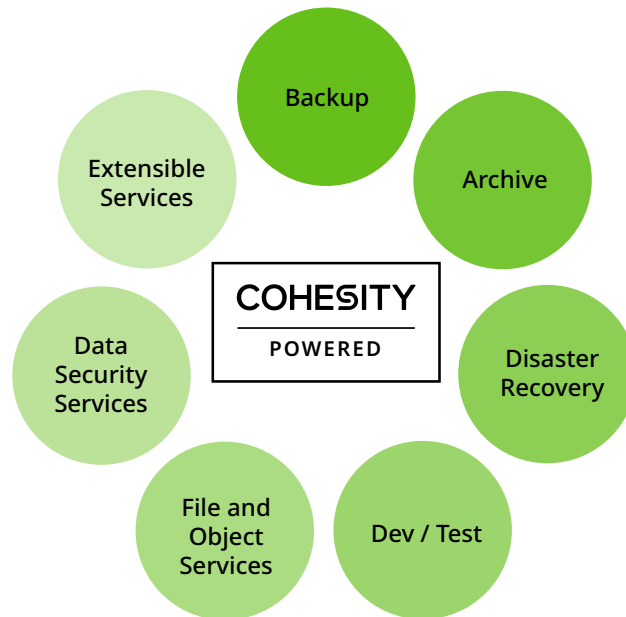 Backup
Archive
Disaster
Recovery
Dev / Test
File and
Object
Services
Data
Security
Services
Extensible
Services
COHESITY
POWERED